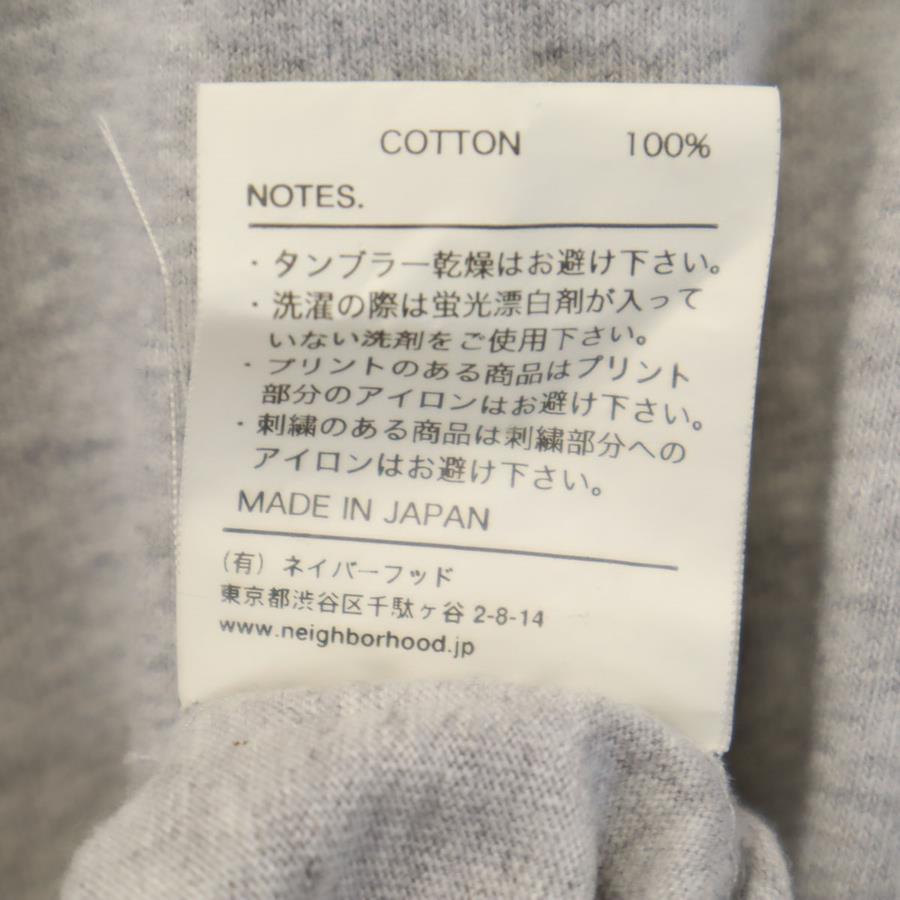 COTTON 100%
NOTES.
・タンブラー乾燥はお避け下さい。
・洗濯の際は蛍光漂白剤が入って
いない洗剤をご使用下さい。
・プリントのある商品はプリント
部分のアイロンはお避け下さい。
・刺繍のある商品は刺繍部分への
アイロンはお避け下さい。
MADE IN JAPAN
(有) ネイバーフッド
東京都渋谷区千駄ヶ谷 2-8-14
www.neighborhood.jp